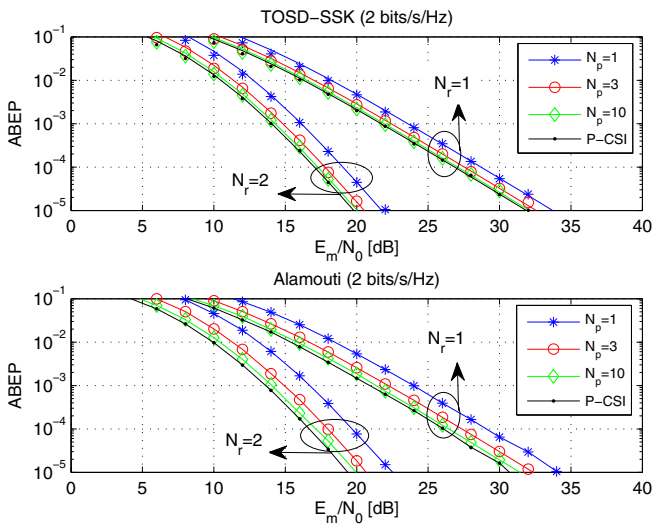 TOSD-SSK (2 bits/s/Hz)
10^-1
10^-2
10^-3
10^-4
10^-5
ABEP
N_p=1
N_p=3
N_p=10
P-CSI
N_r=1
N_r=2
0 5 10 15 20 25 30 35 40
E_m/N_0 [dB]
Alamouti (2 bits/s/Hz)
10^-1
10^-2
10^-3
10^-4
10^-5
ABEP
N_p=1
N_p=3
N_p=10
P-CSI
N_r=1
N_r=2
0 5 10 15 20 25 30 35 40
E_m/N_0 [dB]